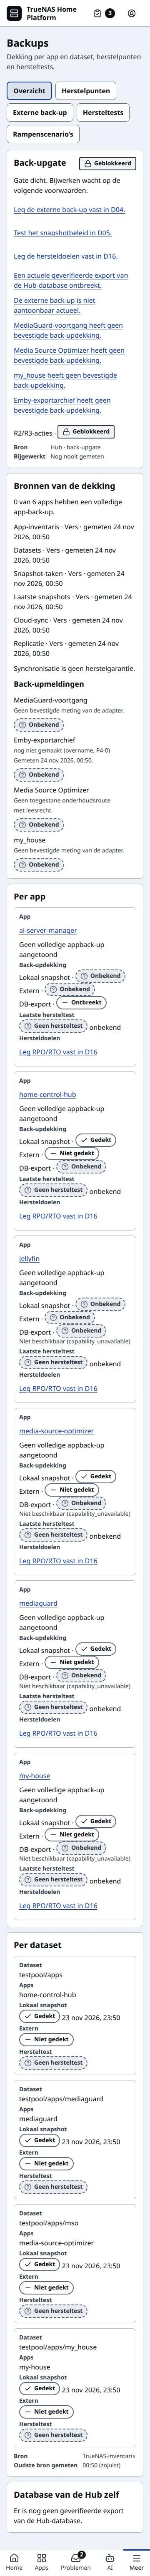 TrueNAS Home
Platform
3
Backups
Dekking per app en dataset, herstelpunten
en hersteltests.
Overzicht
Herstelpunten
Externe back-up
Hersteltests
Rampenscenario's
Back-upgate
Geblokkeerd
Gate dicht. Bijwerken wacht op de
volgende voorwaarden.
Leg de externe back-up vast in D04.
Test het snapshotbeleid in D05.
Leg de hersteldoelen vast in D16.
Een actuele geverifieerde export van
de Hub-database ontbreekt.
De externe back-up is niet
aantoonbaar actueel.
MediaGuard-voortgang heeft geen
bevestigde back-updekking.
Media Source Optimizer heeft geen
bevestigde back-updekking.
my_house heeft geen bevestigde
back-updekking.
Emby-exportarchief heeft geen
bevestigde back-updekking.
R2/R3-acties · Geblokkeerd
Bron Hub · back-upgate
Bijgewerkt Nog nooit gemeten
Bronnen van de dekking
0 van 6 apps hebben een volledige
app-back-up.
App-inventaris · Vers · gemeten 24 nov
2026, 00:50
Datasets · Vers · gemeten 24 nov
2026, 00:50
Snapshot-taken · Vers · gemeten 24
nov 2026, 00:50
Laatste snapshots · Vers · gemeten 24
nov 2026, 00:50
Cloud-sync · Vers · gemeten 24 nov
2026, 00:50
Replicatie · Vers · gemeten 24 nov
2026, 00:50
Synchronisatie is geen herstelgarantie.
Back-upmeldingen
MediaGuard-voortgang
Geen bevestigde meting van de adapter.
Onbekend
Emby-exportarchief
nog niet gemaakt (overname, P4-0)
Gemeten 24 nov 2026, 00:50.
Onbekend
Media Source Optimizer
Geen toegestane onderhoudsroute
met leesrecht.
Onbekend
my_house
Geen bevestigde meting van de adapter.
Onbekend
Per app
App
ai-server-manager
Geen volledige appback-up
aangetoond
Back-updekking
Lokaal snapshot · Onbekend
Extern · Onbekend
DB-export · Ontbreekt
Laatste hersteltest
Geen hersteltest onbekend
Hersteldoelen
Leg RPO/RTO vast in D16
App
home-control-hub
Geen volledige appback-up
aangetoond
Back-updekking
Lokaal snapshot · Gedekt
Extern · Niet gedekt
DB-export · Onbekend
Laatste hersteltest
Geen hersteltest onbekend
Hersteldoelen
Leg RPO/RTO vast in D16
App
jellyfin
Geen volledige appback-up
aangetoond
Back-updekking
Lokaal snapshot · Onbekend
Extern · Onbekend
DB-export · Onbekend
Niet beschikbaar (capability_unavailable)
Laatste hersteltest
Geen hersteltest onbekend
Hersteldoelen
Leg RPO/RTO vast in D16
App
media-source-optimizer
Geen volledige appback-up
aangetoond
Back-updekking
Lokaal snapshot · Gedekt
Extern · Niet gedekt
DB-export · Onbekend
Niet beschikbaar (capability_unavailable)
Laatste hersteltest
Geen hersteltest onbekend
Hersteldoelen
Leg RPO/RTO vast in D16
App
mediaguard
Geen volledige appback-up
aangetoond
Back-updekking
Lokaal snapshot · Gedekt
Extern · Niet gedekt
DB-export · Onbekend
Niet beschikbaar (capability_unavailable)
Laatste hersteltest
Geen hersteltest onbekend
Hersteldoelen
Leg RPO/RTO vast in D16
App
my-house
Geen volledige appback-up
aangetoond
Back-updekking
Lokaal snapshot · Gedekt
Extern · Niet gedekt
DB-export · Onbekend
Niet beschikbaar (capability_unavailable)
Laatste hersteltest
Geen hersteltest onbekend
Hersteldoelen
Leg RPO/RTO vast in D16
Per dataset
Dataset
testpool/apps
Apps
home-control-hub
Lokaal snapshot
Gedekt 23 nov 2026, 23:50
Extern
Niet gedekt
Hersteltest
Geen hersteltest
Dataset
testpool/apps/mediaguard
Apps
mediaguard
Lokaal snapshot
Gedekt 23 nov 2026, 23:50
Extern
Niet gedekt
Hersteltest
Geen hersteltest
Dataset
testpool/apps/mso
Apps
media-source-optimizer
Lokaal snapshot
Gedekt 23 nov 2026, 23:50
Extern
Niet gedekt
Hersteltest
Geen hersteltest
Dataset
testpool/apps/my_house
Apps
my-house
Lokaal snapshot
Gedekt 23 nov 2026, 23:50
Extern
Niet gedekt
Hersteltest
Geen hersteltest
Bron TrueNAS-inventaris
Oudste bron gemeten 00:50 (zojuist)
Database van de Hub zelf
Er is nog geen geverifieerde export
van de Hub-database.
2
Home Apps Problemen AI Meer